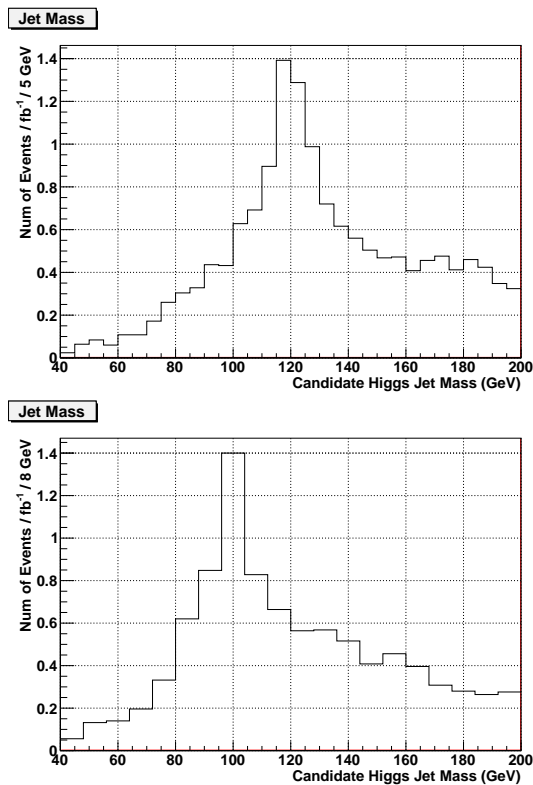 Jet Mass
Num of Events / fb-1 / 5 GeV
1.4
1.2
1
0.8
0.6
0.4
0.2
0
40 60 80 100 120 140 160 180 200
Candidate Higgs Jet Mass (GeV)
Jet Mass
Num of Events / fb-1 / 8 GeV
1.4
1.2
1
0.8
0.6
0.4
0.2
0
40 60 80 100 120 140 160 180 200
Candidate Higgs Jet Mass (GeV)